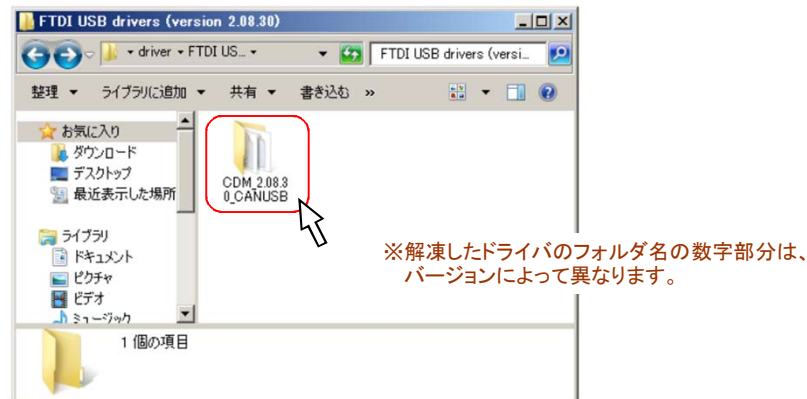 FTDI USB drivers (version 2.08.30)
driver FTDI US...
FTDI USB drivers (versi...
整理 ライブラリに追加 共有 書き込む »
お気に入り
ダウンロード
デスクトップ
最近表示した場所
ライブラリ
ドキュメント
ピクチャ
ビデオ
ミュージック
CDM_2.08.3
0_CANUSB
※解凍したドライバのフォルダ名の数字部分は、
バージョンによって異なります。
1 個の項目